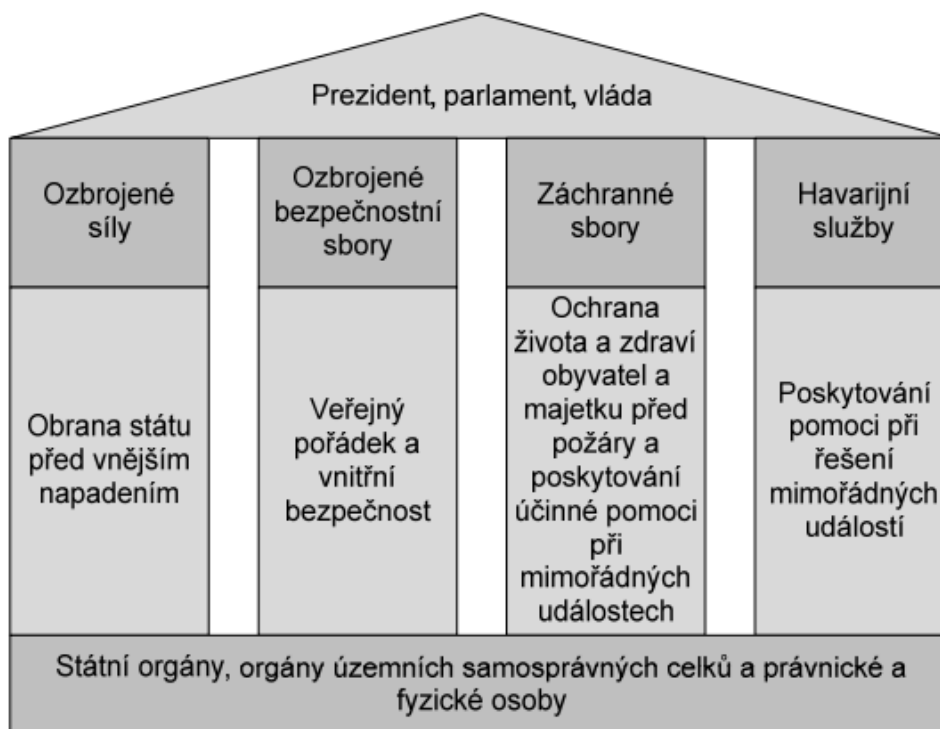 Prezident, parlament, vláda
Ozbrojené
síly
Ozbrojené
bezpečnostní
sbory
Záchranné
sbory
Havarijní
služby
Obrana státu
před vnějším
napadením
Veřejný
pořádek a
vnitřní
bezpečnost
Ochrana
života a zdraví
obyvatel a
majetku před
požáry a
poskytování
účinné pomoci
při
mimořádných
událostech
Poskytování
pomoci při
řešení
mimořádných
událostí
Státní orgány, orgány územních samosprávných celků a právnické a
fyzické osoby